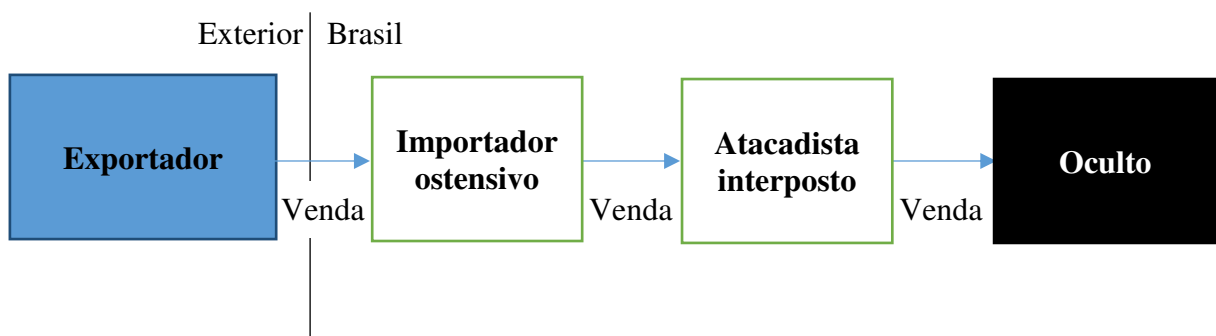 Exterior
Brasil
Exportador
Importador
ostensivo
Atacadista
interposto
Oculto
Venda
Venda
Venda